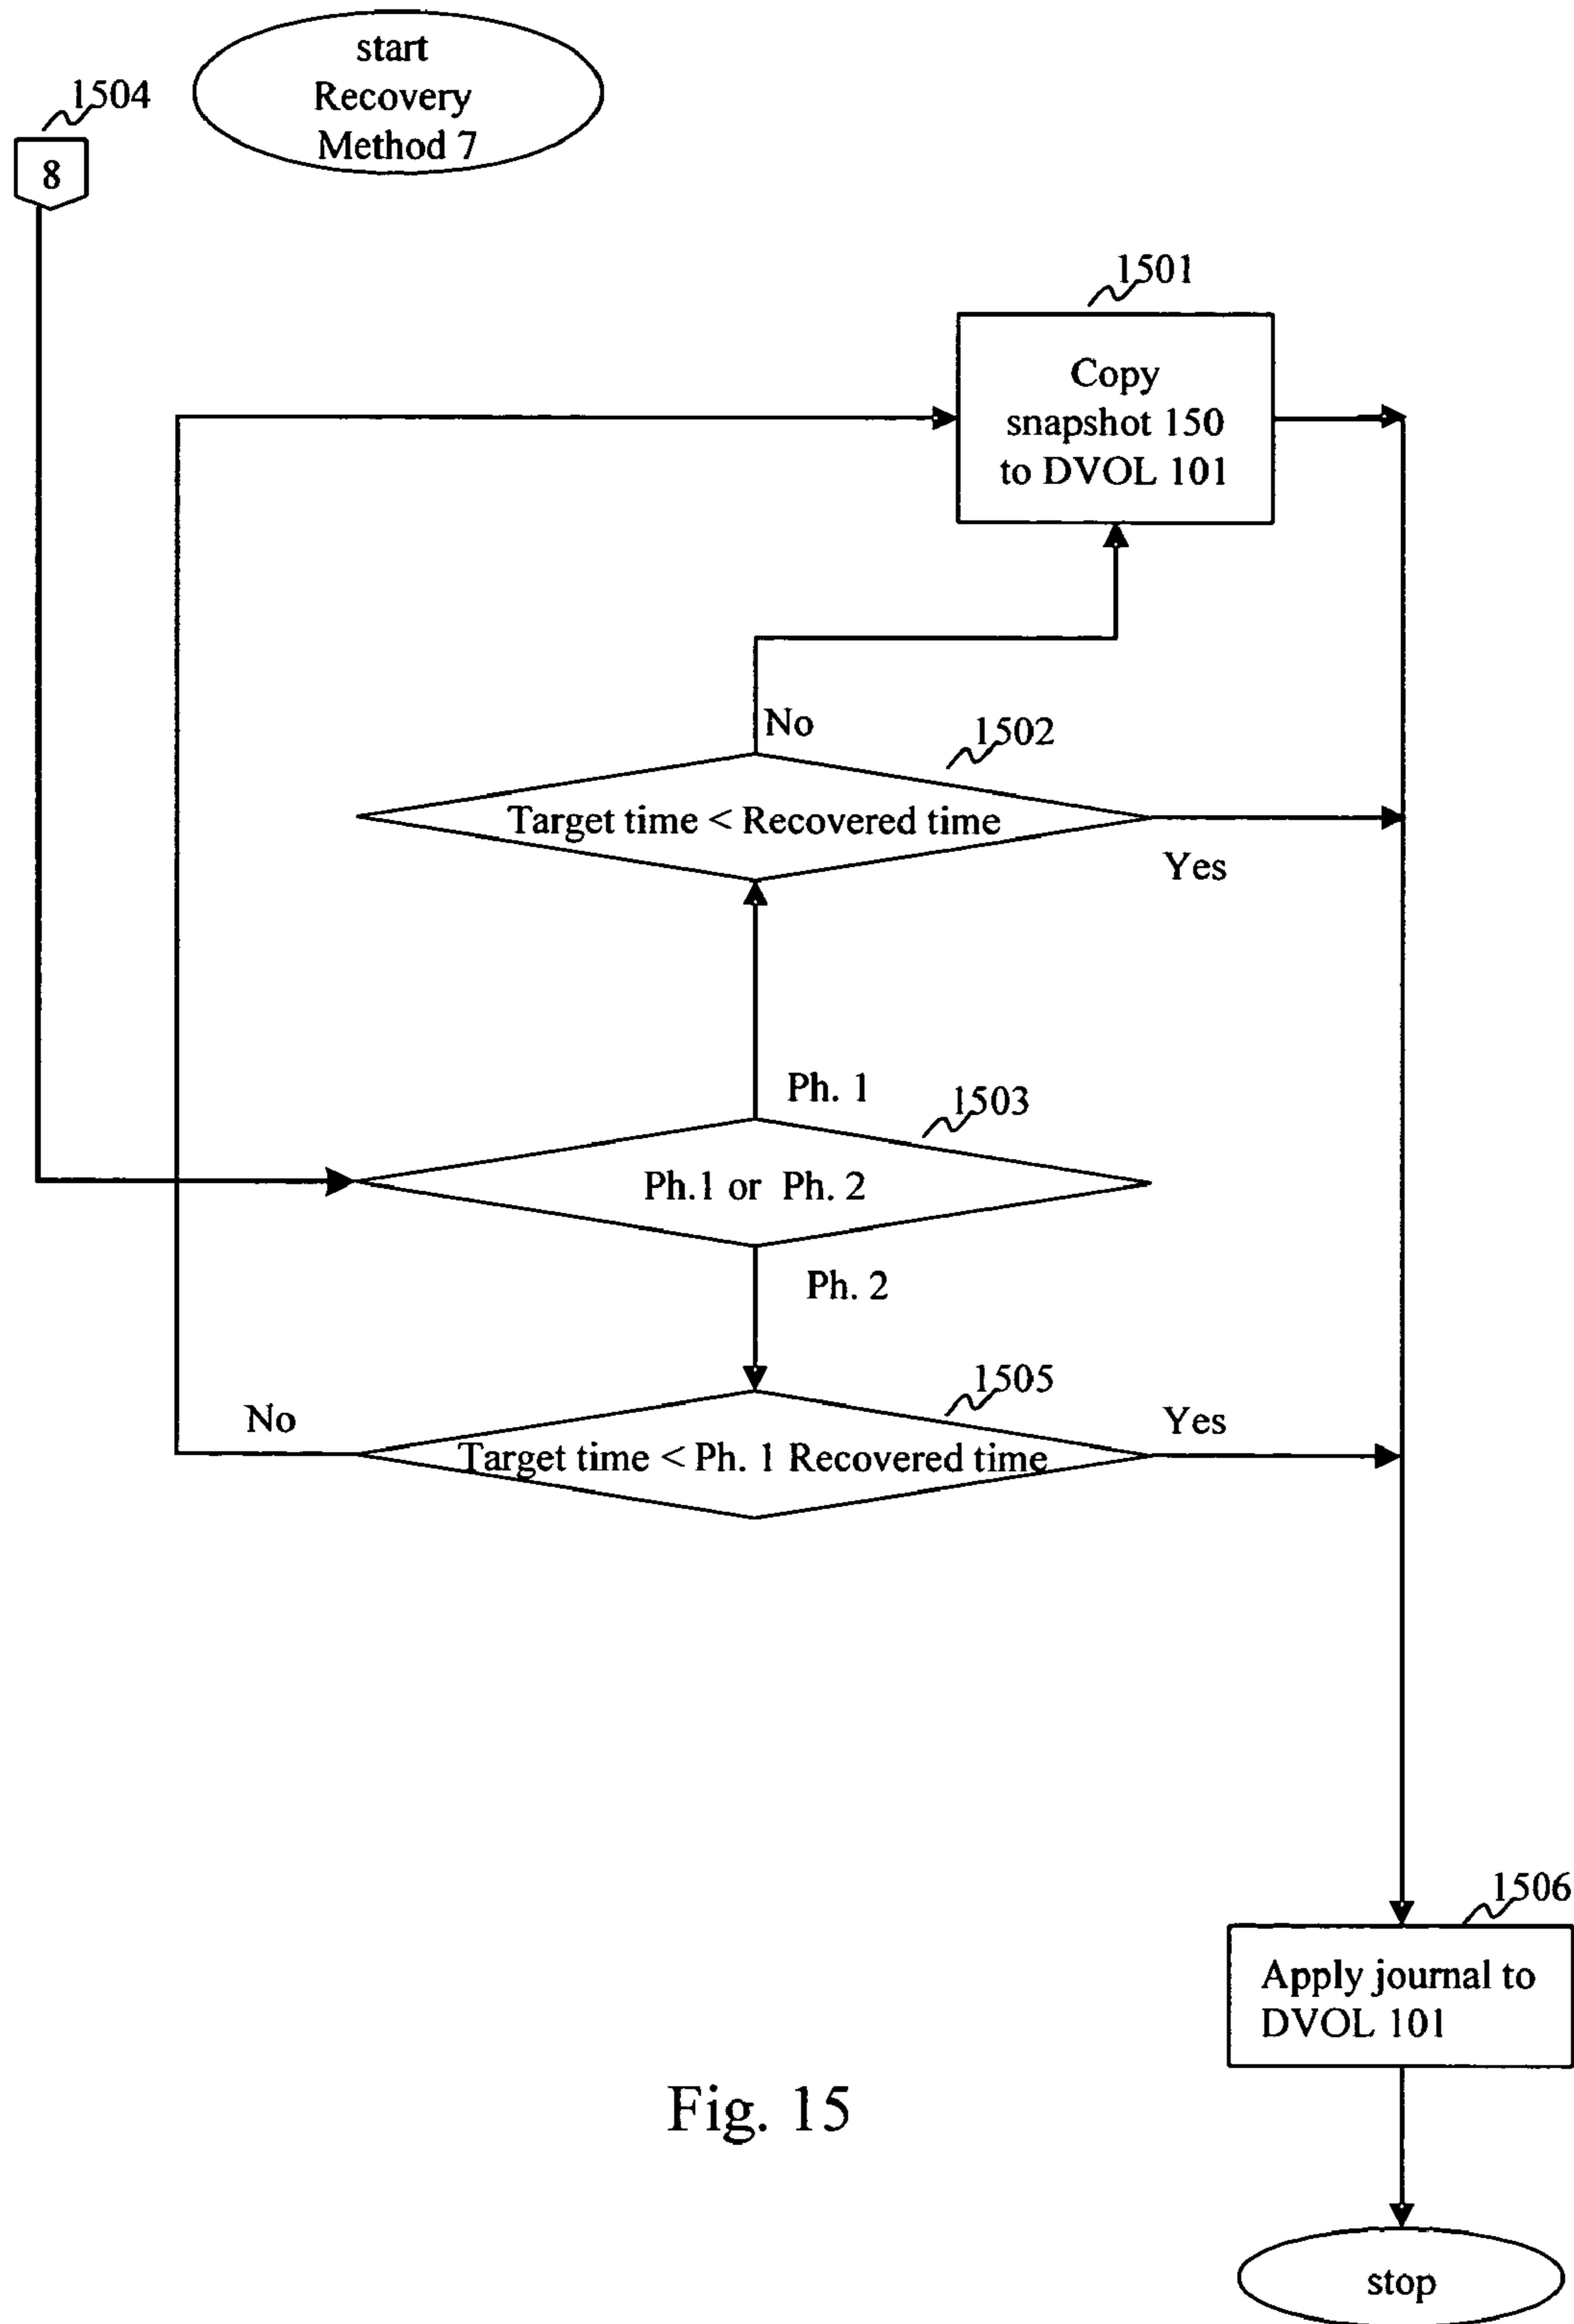 start
Recovery
Method 7
1504
8
1501
Copy
snapshot 150
to DVOL 101
No
1502
Target time < Recovered time
Yes
Ph. 1
1503
Ph.1 or Ph. 2
Ph. 2
1505
No
Yes
Target time < Ph. 1 Recovered time
1506
Apply journal to
DVOL 101
Fig. 15
stop